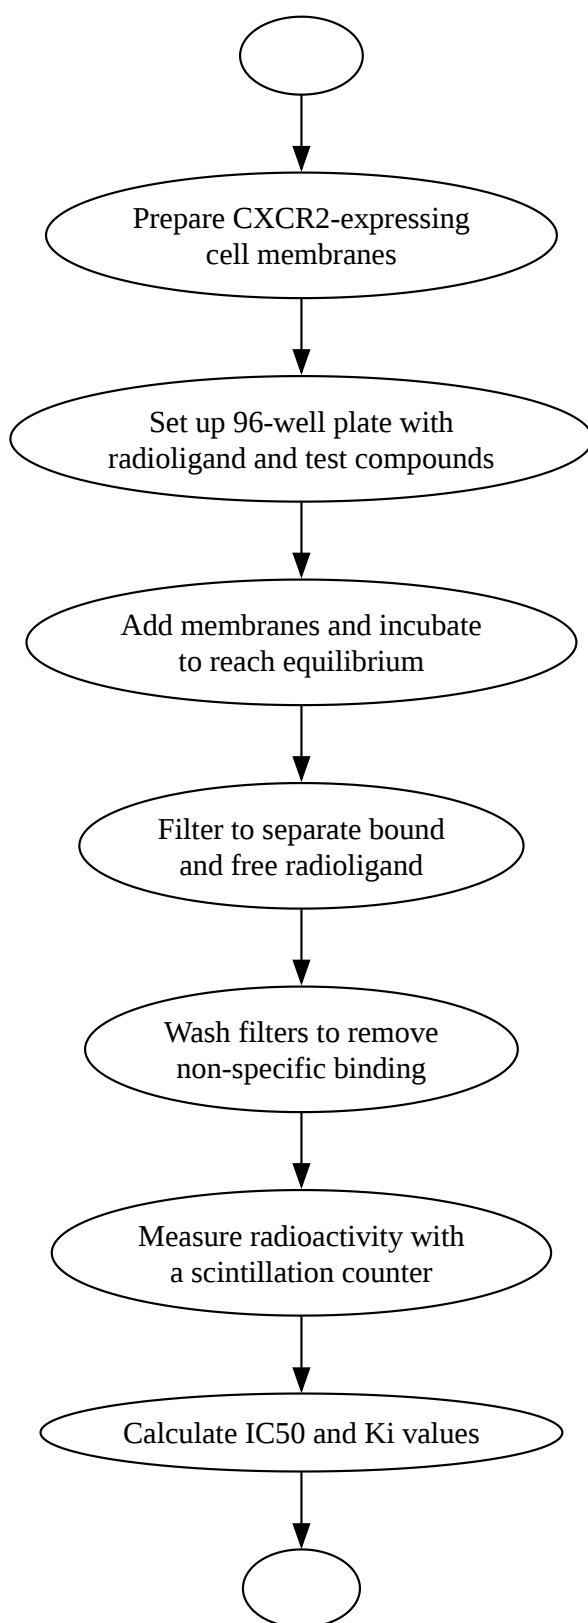 Prepare CXCR2-expressing
cell membranes
Set up 96-well plate with
radioligand and test compounds
Add membranes and incubate
to reach equilibrium
Filter to separate bound
and free radioligand
Wash filters to remove
non-specific binding
Measure radioactivity with
a scintillation counter
Calculate IC50 and Ki values